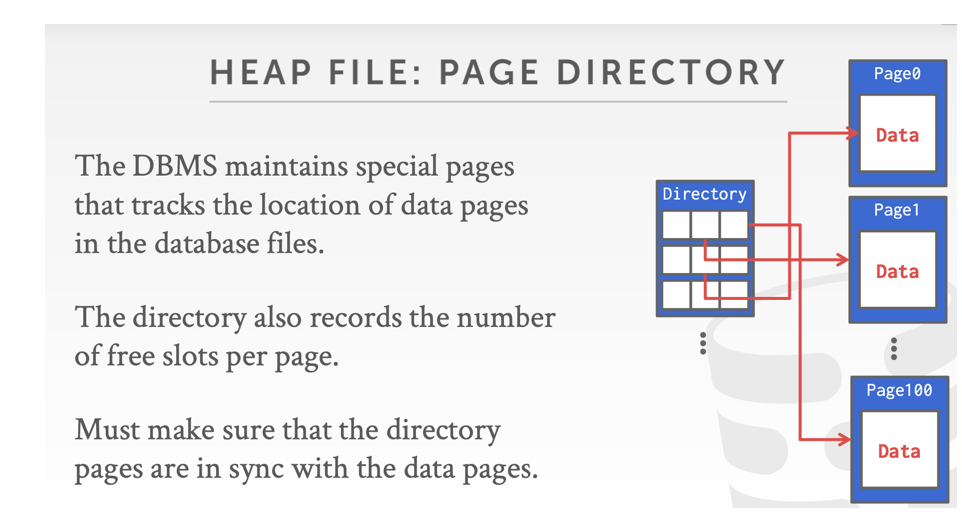 HEAP FILE: PAGE DIRECTORY
The DBMS maintains special pages
that tracks the location of data pages
in the database files.
The directory also records the number
of free slots per page.
Must make sure that the directory
pages are in sync with the data pages.
Directory
Page0
Data
Page1
Data
Page100
Data